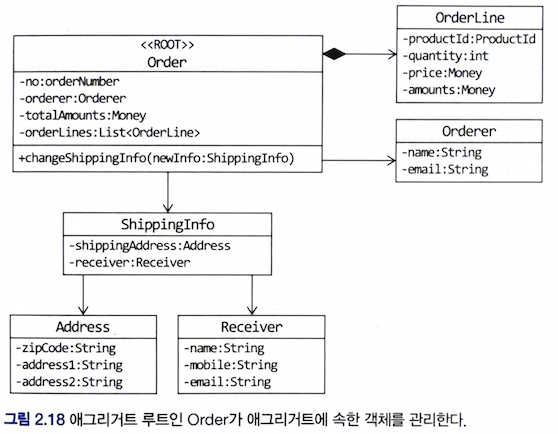 <<ROOT>>
Order
-no:orderNumber
-orderer:Orderer
-totalAmounts:Money
-orderLines:List<OrderLine>
+changeShippingInfo(newInfo:ShippingInfo)
OrderLine
-productId:ProductId
-quantity:int
-price:Money
-amounts:Money
Orderer
-name:String
-email:String
ShippingInfo
-shippingAddress:Address
-receiver:Receiver
Address
-zipCode:String
-address1:String
-address2:String
Receiver
-name:String
-mobile:String
-email:String
그림 2.18 애그리거트 루트인 Order가 애그리거트에 속한 객체를 관리한다.